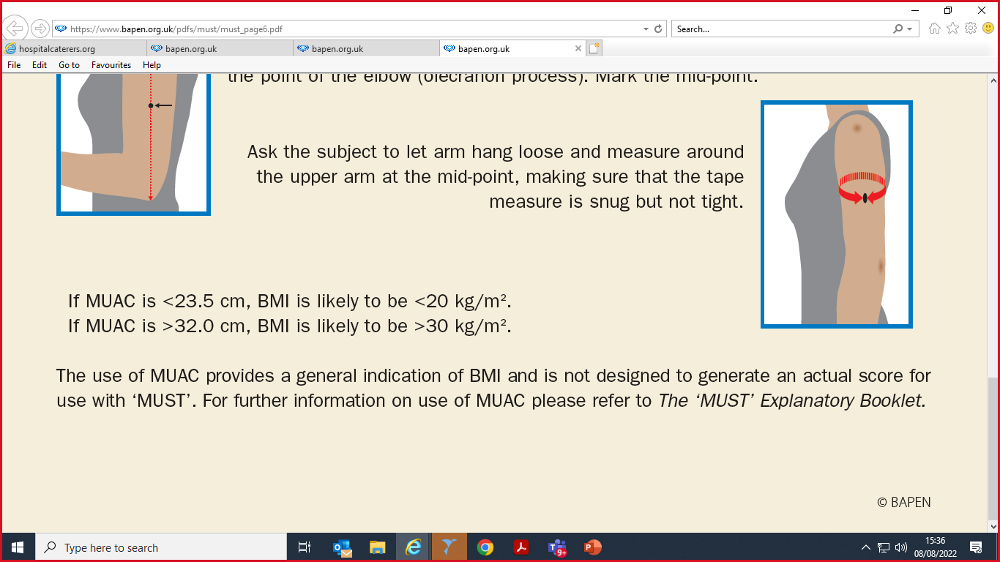 https://www.bapen.org.uk/pdfs/must/must_page6.pdf
Search...
hospitalcaterers.org
bapen.org.uk
bapen.org.uk
bapen.org.uk
File Edit Go to Favourites Help
the point of the elbow (olecranon process). Mark the mid-point.
Ask the subject to let arm hang loose and measure around
the upper arm at the mid-point, making sure that the tape
measure is snug but not tight.
If MUAC is <23.5 cm, BMI is likely to be <20 kg/m².
If MUAC is >32.0 cm, BMI is likely to be >30 kg/m².
The use of MUAC provides a general indication of BMI and is not designed to generate an actual score for
use with ‘MUST’. For further information on use of MUAC please refer to The ‘MUST’ Explanatory Booklet.
© BAPEN
Type here to search
9+
15:36
08/08/2022